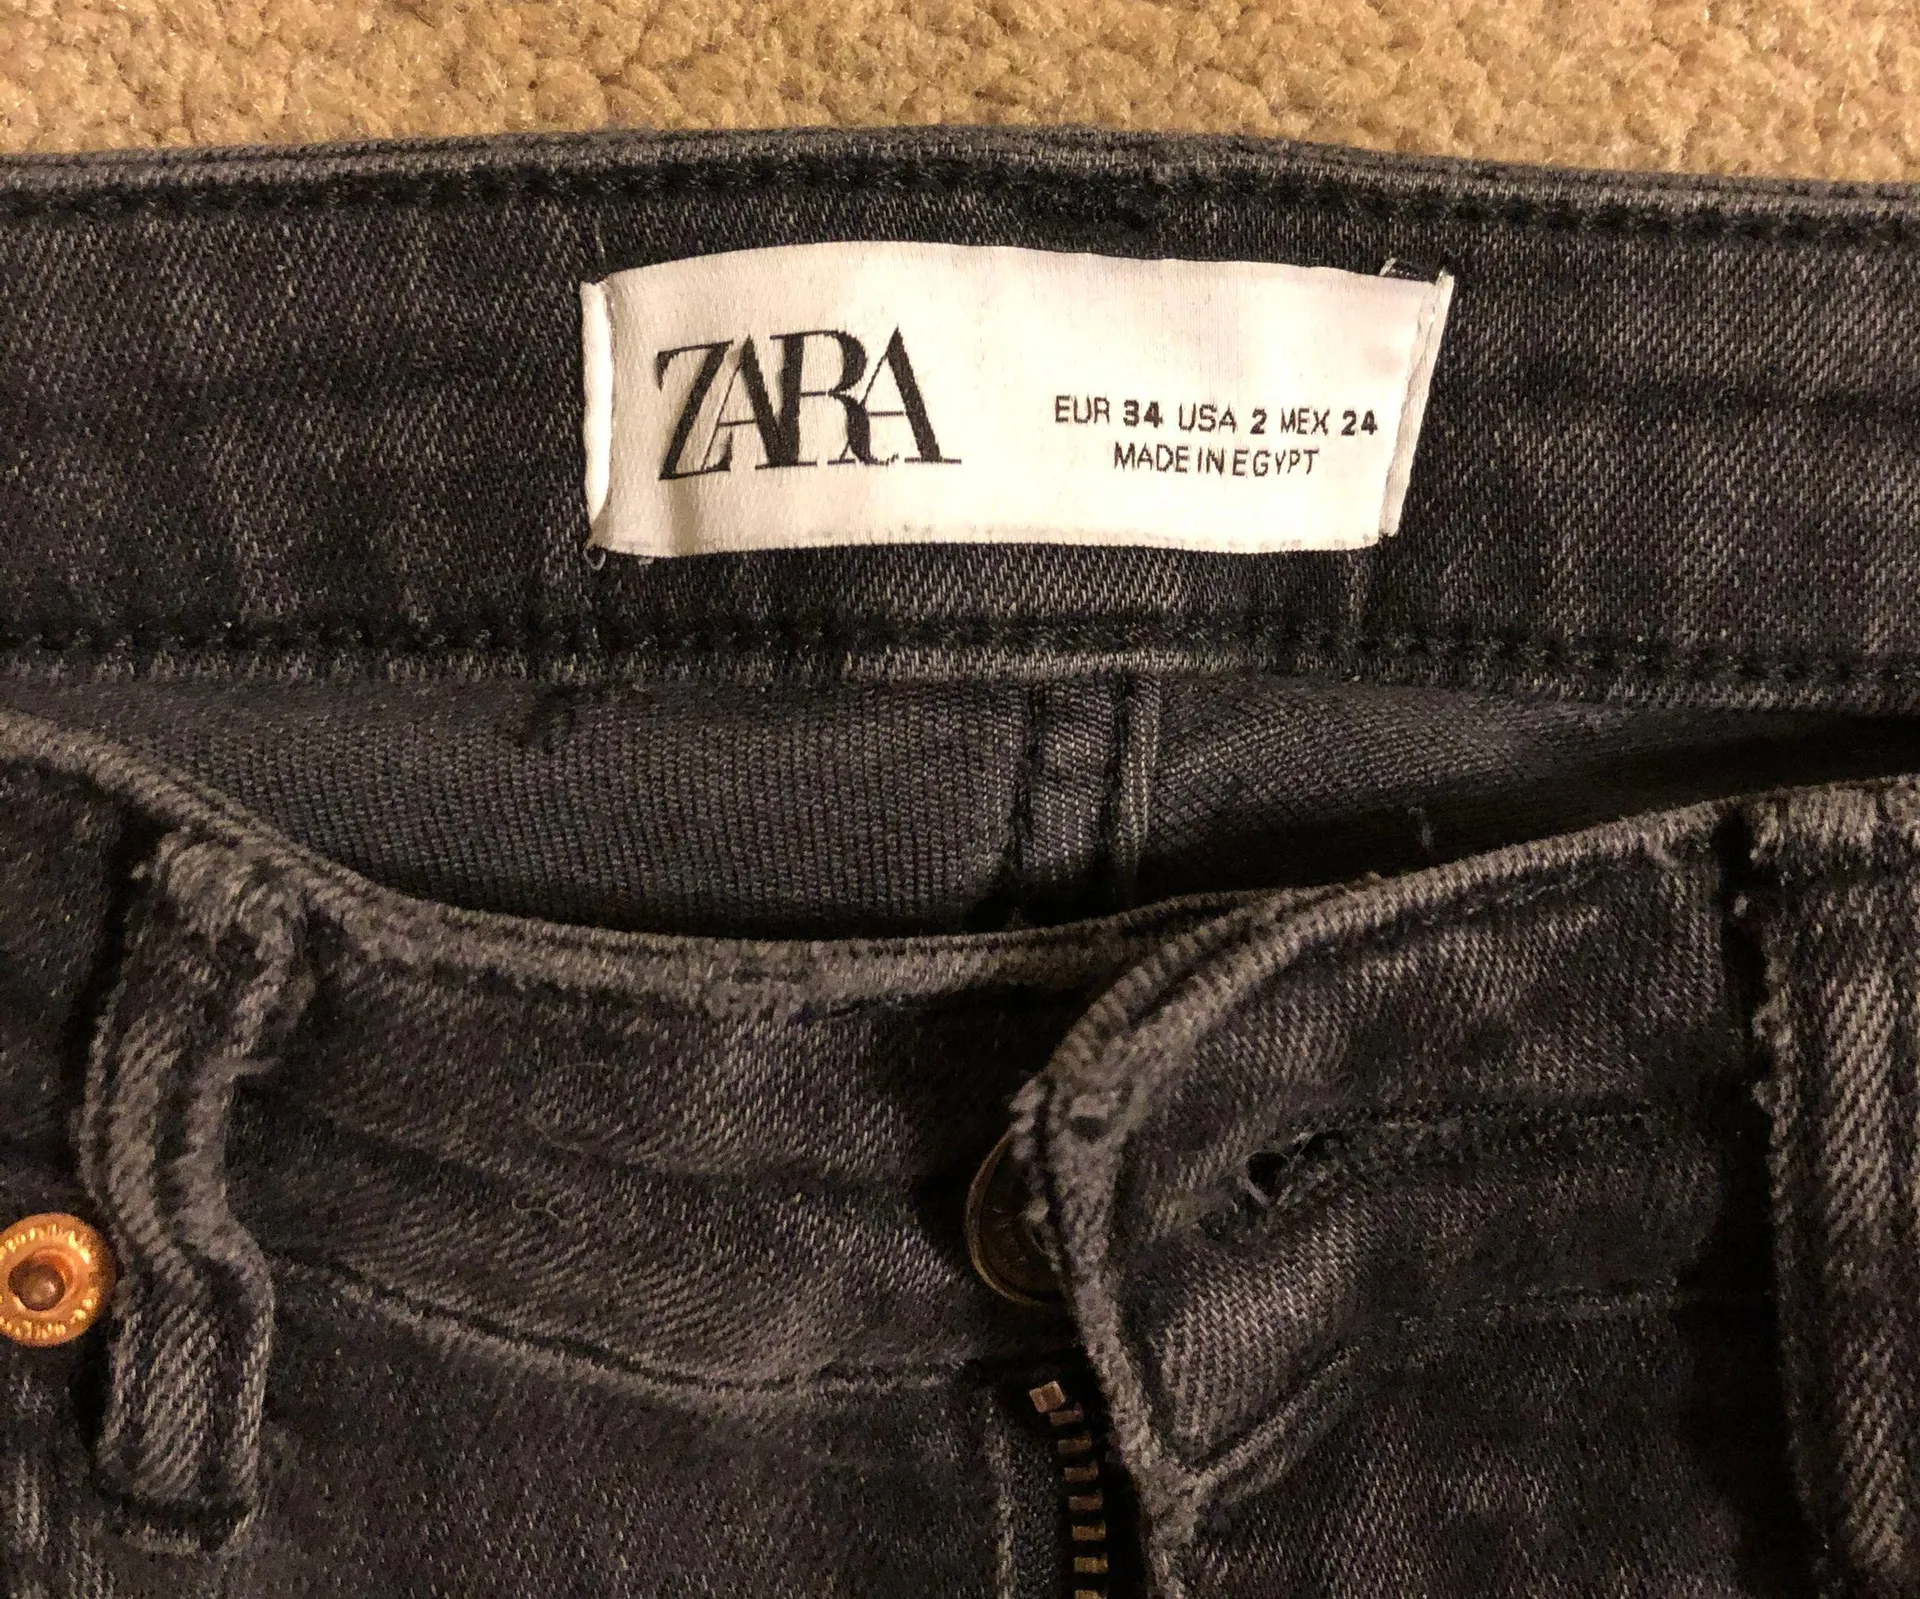 ZARA
EUR 34 USA 2 MEX 24
MADE IN EGYPT